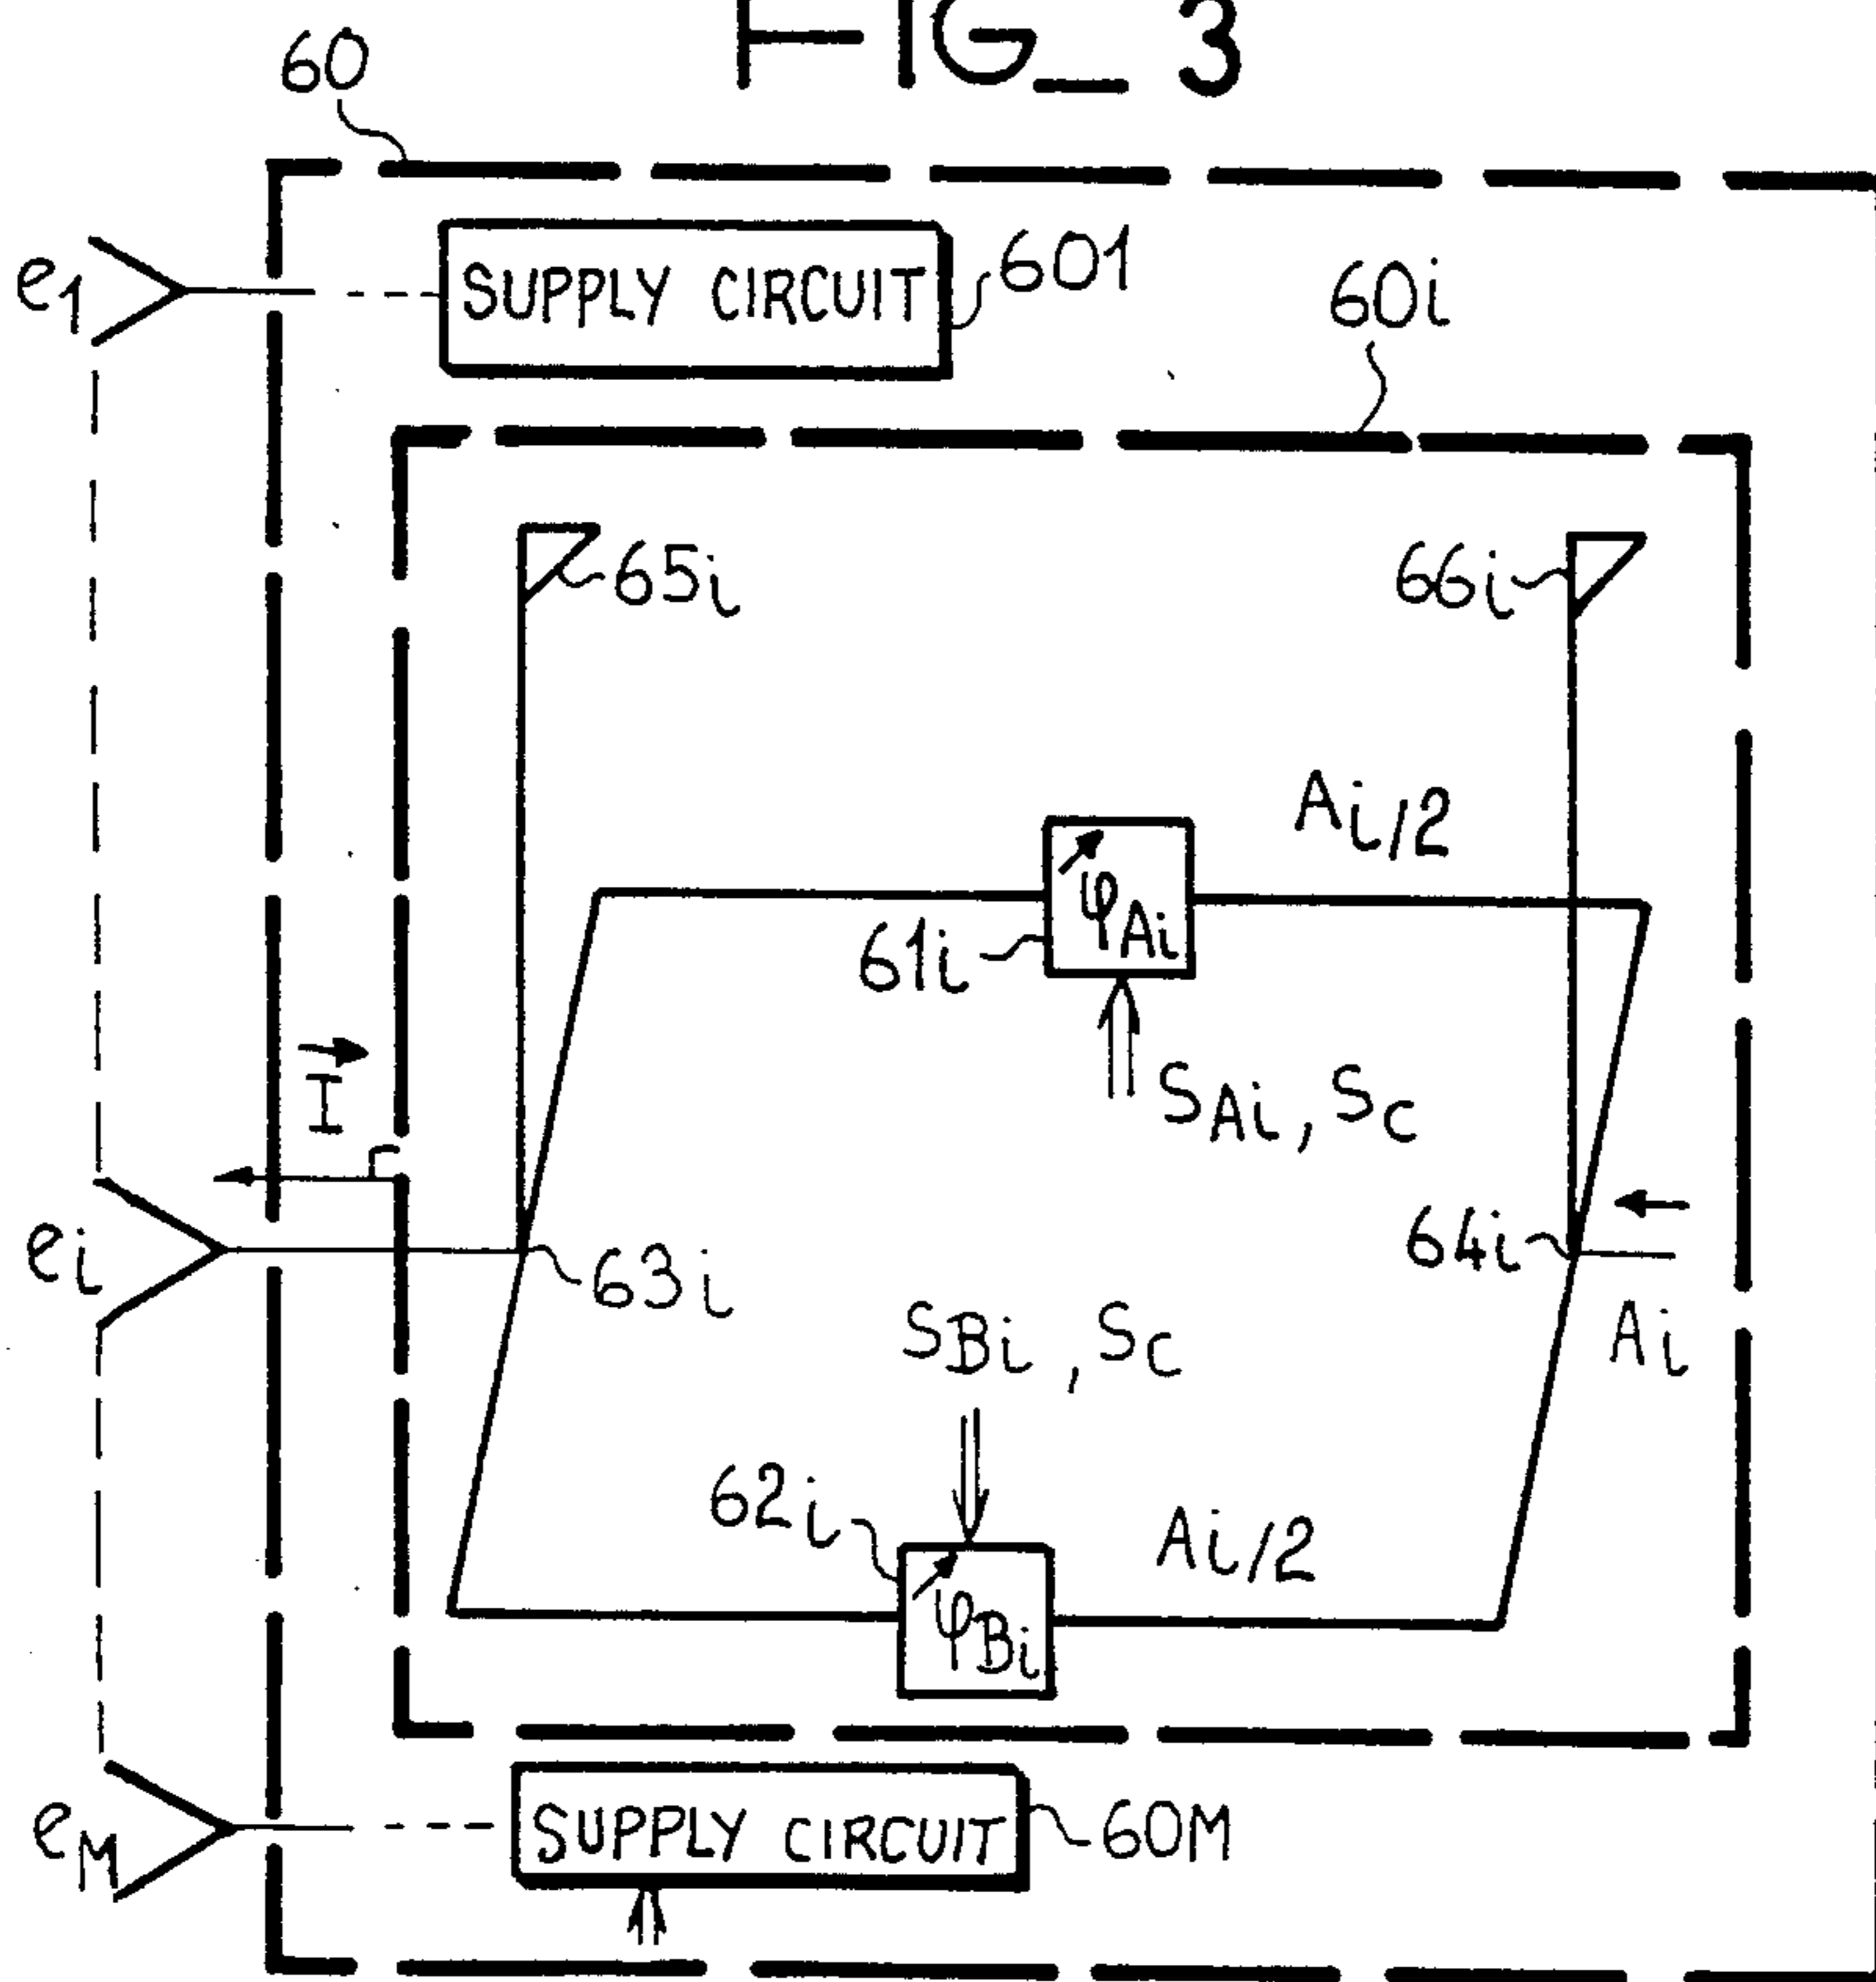 FIG_3
60
e1
SUPPLY CIRCUIT
601
60i
65i
66i
Ai/2
φAi
61i
I
SAi, Sc
ei
63i
64i
SBi, Sc
Ai
62i
Ai/2
φBi
eM
SUPPLY CIRCUIT
60M